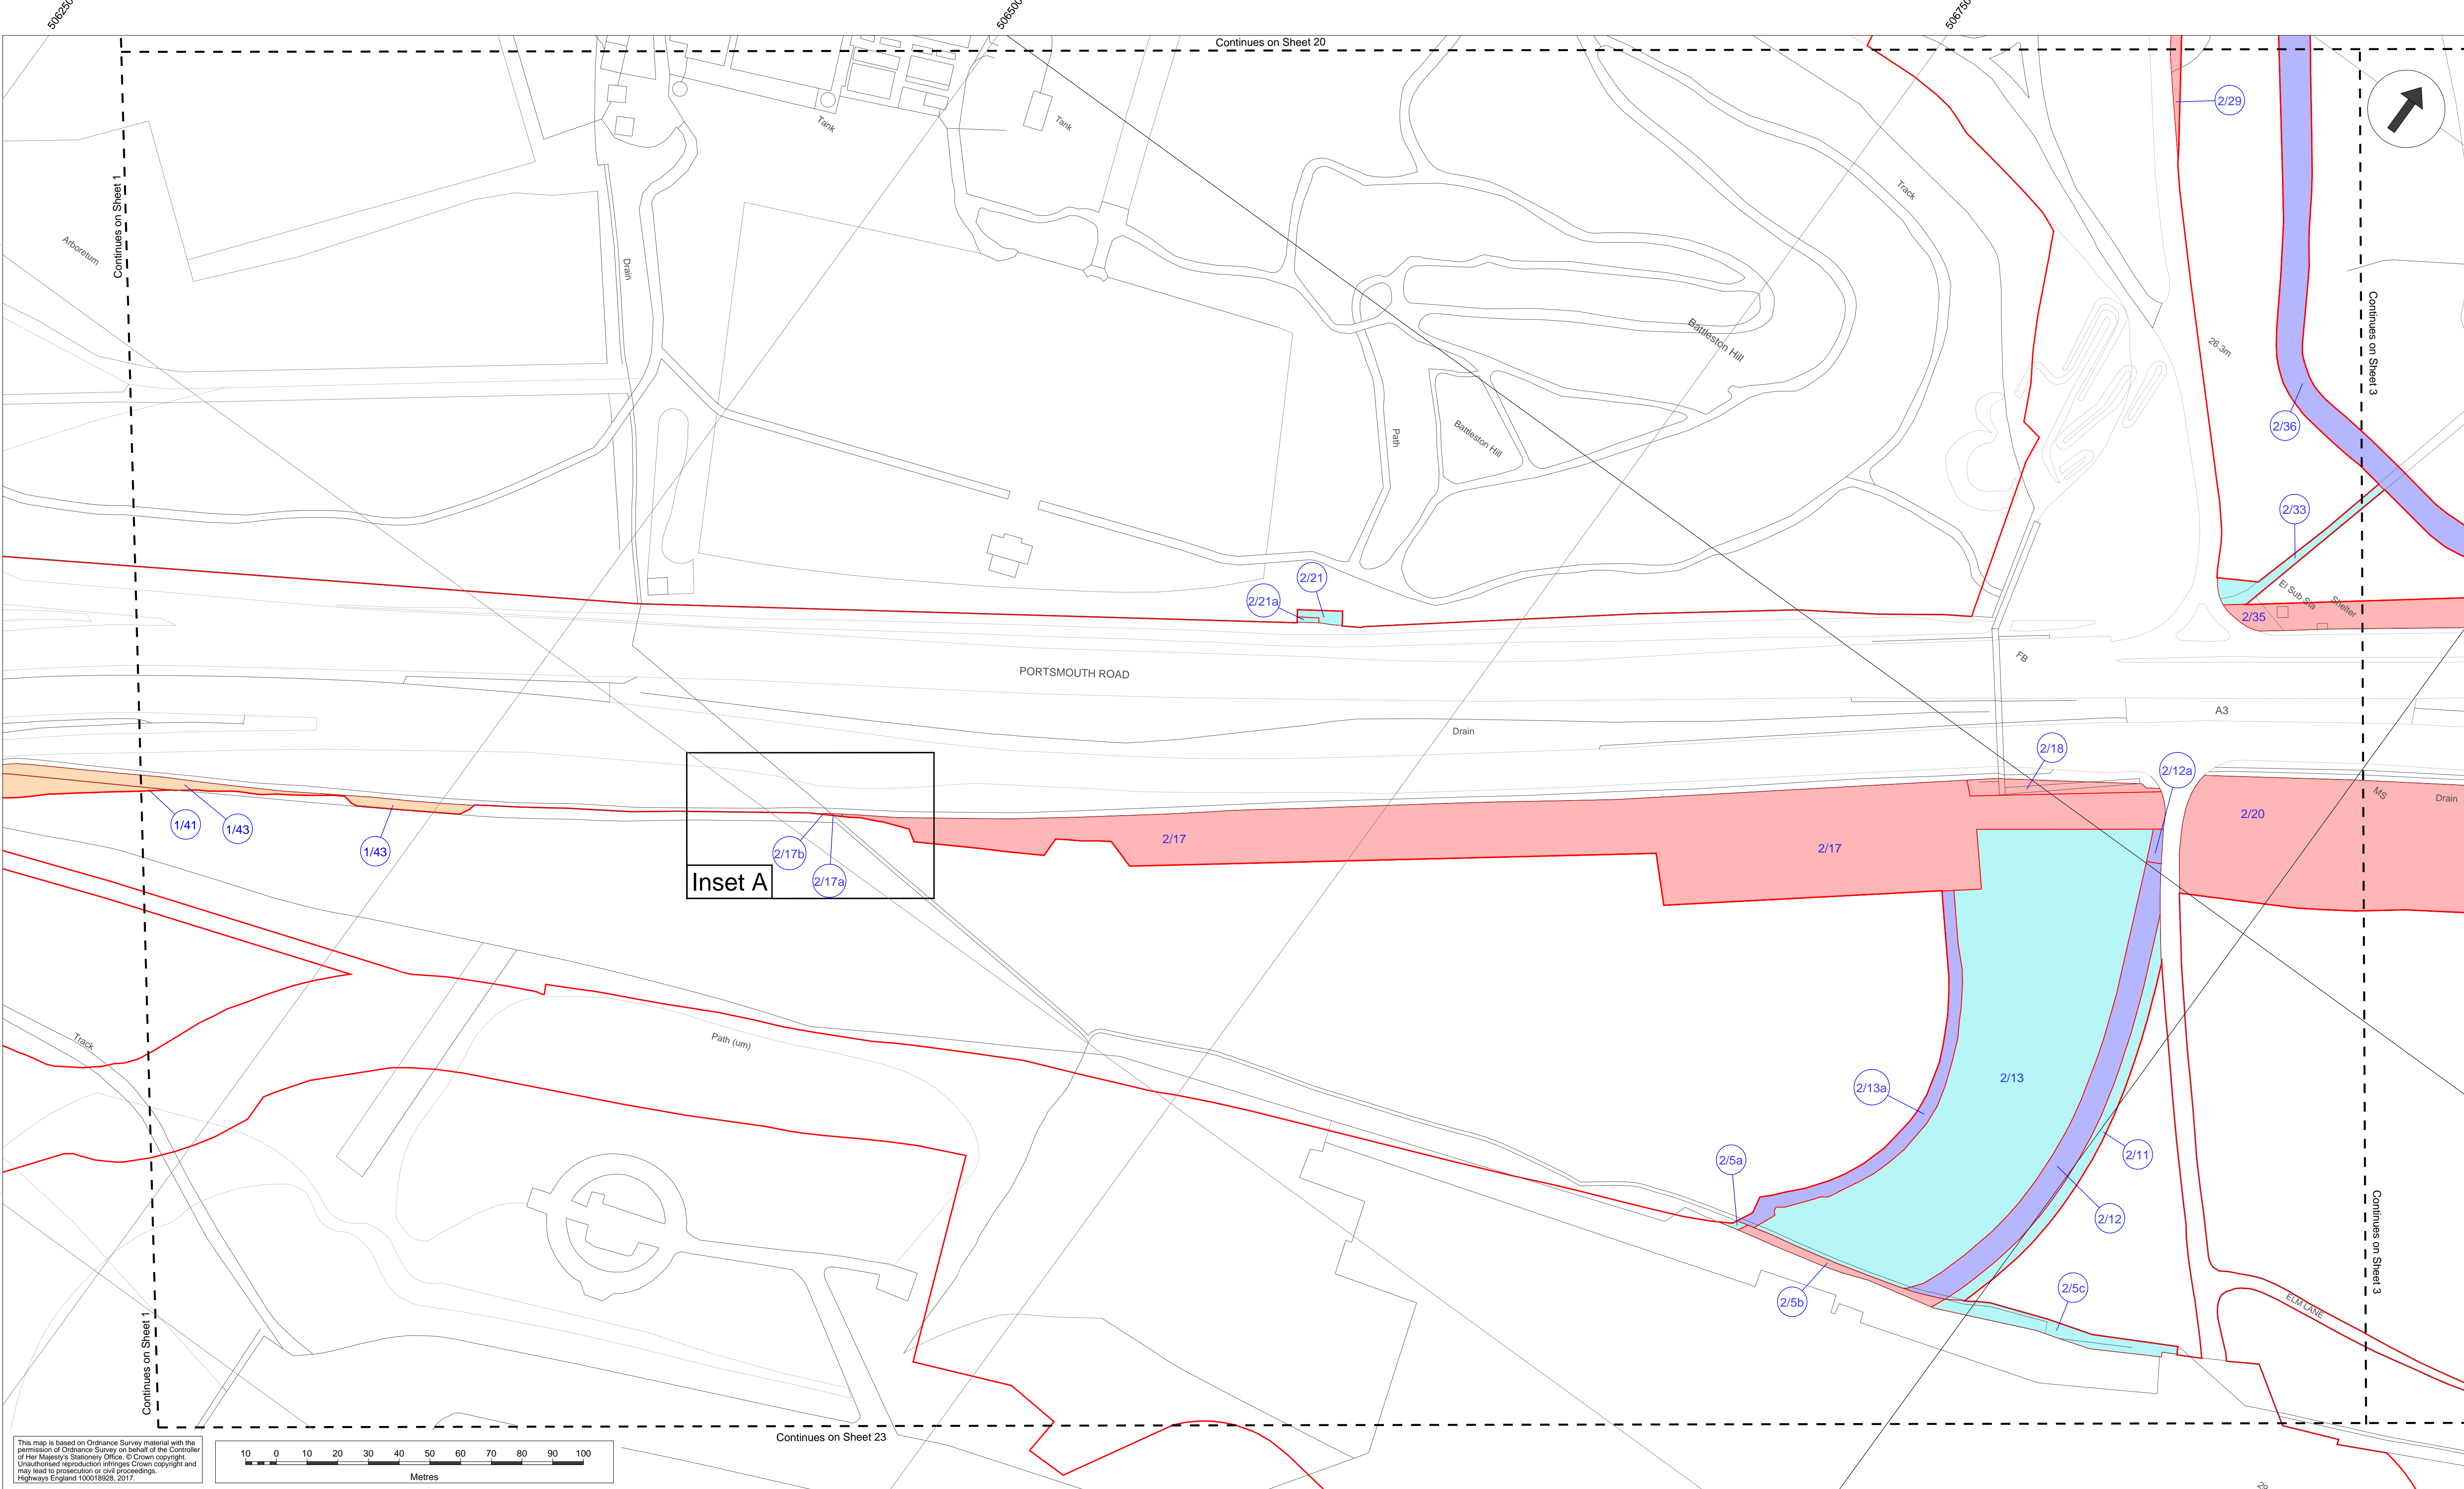 506250
506500
506750
Continues on Sheet 20
2/29
Tank
Tank
Track
Continues on Sheet 1
Arboretum
Drain
Battleston Hill
26.3m
Continues on Sheet 3
2/36
Path
Battleston Hill
2/33
2/21
2/21a
El Sub Sta
Shelter
2/35
PORTSMOUTH ROAD
FB
A3
Drain
2/18
2/12a
MS
Drain
1/41
1/43
2/17
2/20
1/43
2/17b
2/17
Inset A
2/17a
Track
Path (um)
2/13
2/13a
2/11
2/5a
2/12
Continues on Sheet 3
2/5c
2/5b
ELM LANE
Continues on Sheet 1
Continues on Sheet 23
This map is based on Ordnance Survey material with the
permission of Ordnance Survey on behalf of the Controller
of Her Majesty's Stationery Office. © Crown copyright.
Unauthorised reproduction infringes Crown copyright and
may lead to prosecution or civil proceedings.
Highways England 100018928, 2017.
10 0 10 20 30 40 50 60 70 80 90 100
Metres